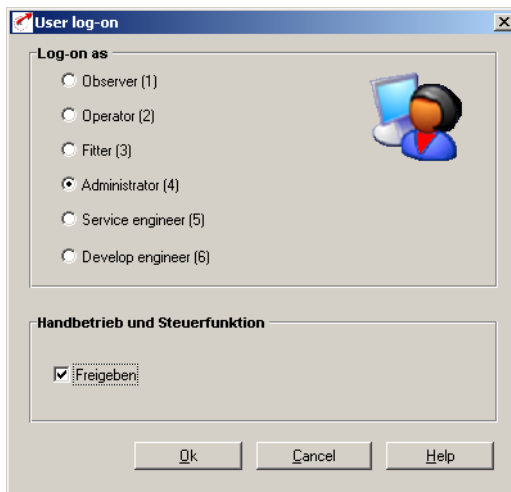 User log-on
Log-on as
Observer (1)
Operator (2)
Fitter (3)
Administrator (4)
Service engineer (5)
Develop engineer (6)
Handbetrieb und Steuerfunktion
Freigeben
Ok
Cancel
Help